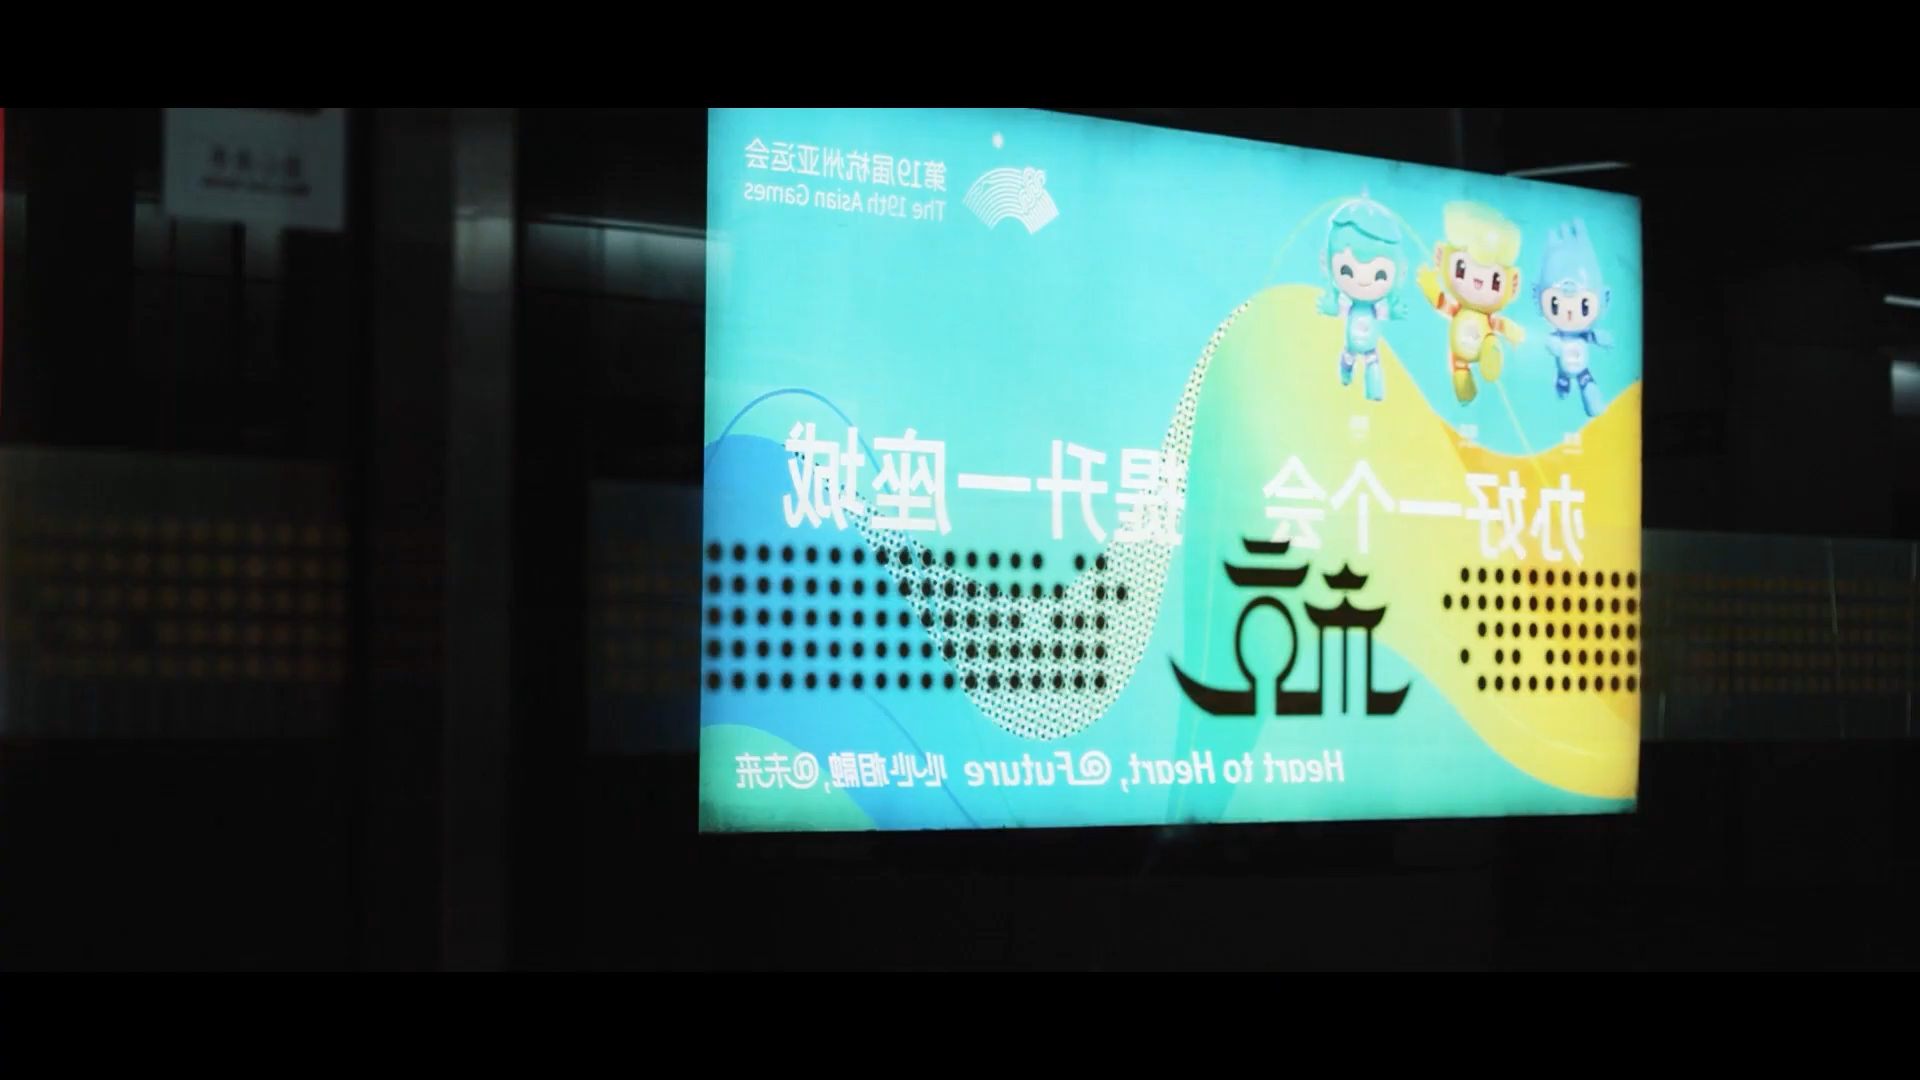 第19届杭州亚运会
The 19th Asian Games
办好一个会 提升一座城
Heart to Heart, @Future 心心相融,@未来